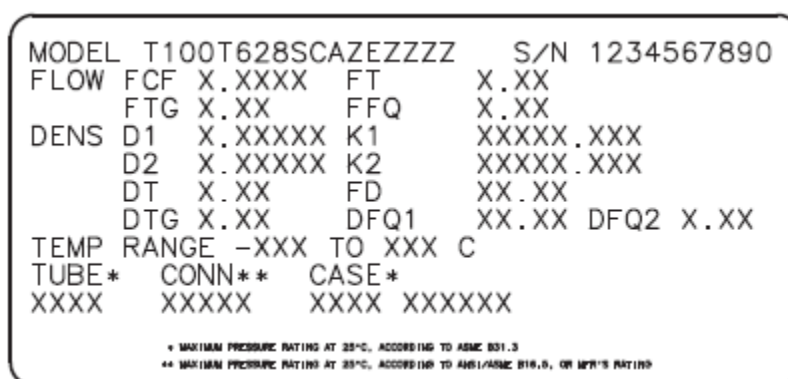 MODEL T100T628SCAZEZZZZ S/N 1234567890
FLOW FCF X.XXXX FT X.XX
FTG X.XX FFQ X.XX
DENS D1 X.XXXXX K1 XXXXX.XXX
D2 X.XXXXX K2 XXXXX.XXX
DT X.XX FD XX.XX
DTG X.XX DFQ1 XX.XX DFQ2 X.XX
TEMP RANGE -XXX TO XXX C
TUBE* CONN** CASE*
XXXX XXXXX XXXX XXXXXX
* MAXIMUM PRESSURE RATING AT 25°C, ACCORDING TO ASME B31.3
** MAXIMUM PRESSURE RATING AT 25°C, ACCORDING TO ANSI/ASME B16.5, OR MFR'S RATING